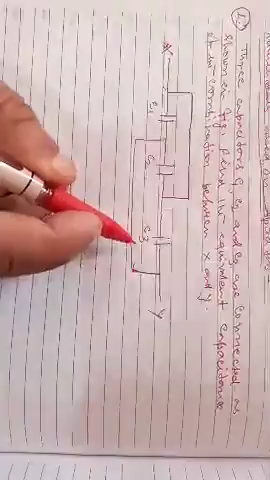 2.) Three capacitors C₁ C₂ and C₃ are connected as
shown in Fig. Find the equivalent capacitance
of the combination between X and Y.
X C₁ C₂ C₃ Y